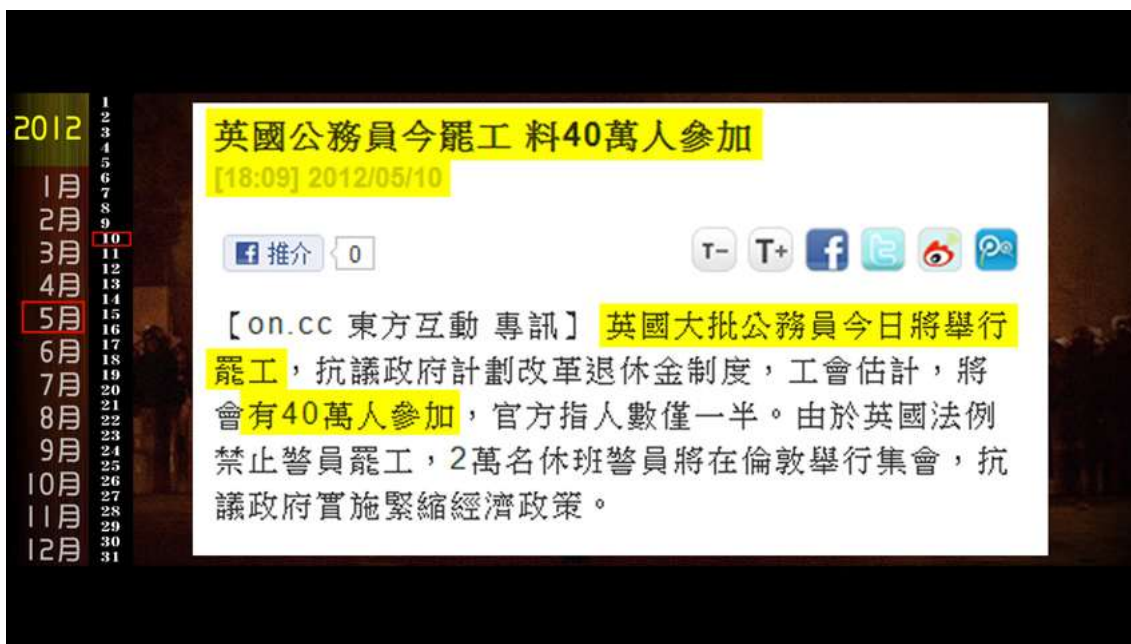 2012
1月
2月
3月
4月
5月
6月
7月
8月
9月
10月
11月
12月
1
2
3
4
5
6
7
8
9
10
11
12
13
14
15
16
17
18
19
20
21
22
23
24
25
26
27
28
29
30
31
英國公務員今罷工 料40萬人參加
[18:09] 2012/05/10
推介 0
T- T+
【on.cc 東方互動 專訊】 英國大批公務員今日將舉行
罷工，抗議政府計劃改革退休金制度，工會估計，將
會有40萬人參加，官方指人數僅一半。由於英國法例
禁止警員罷工，2萬名休班警員將在倫敦舉行集會，抗
議政府實施緊縮經濟政策。